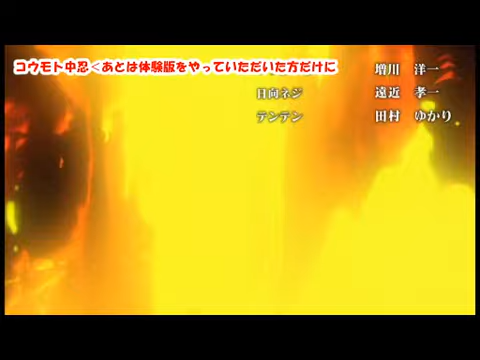 コウモト中忍＜あとは体験版をやっていただいた方だけに
増川　洋一
日向ネジ　遠近　孝一
テンテン　田村　ゆかり